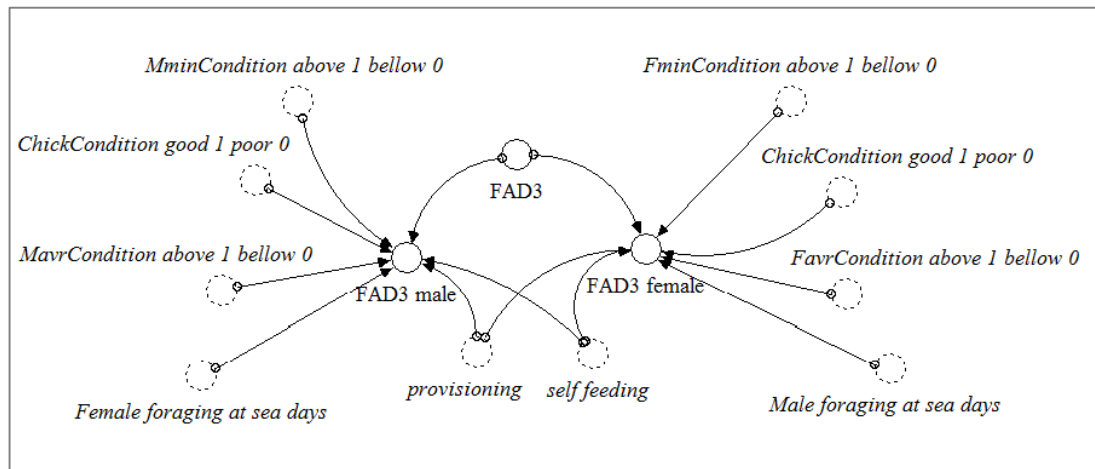 MminCondition above 1 bellow 0
FminCondition above 1 bellow 0
ChickCondition good 1 poor 0
ChickCondition good 1 poor 0
FAD3
MavrCondition above 1 bellow 0
FavrCondition above 1 bellow 0
FAD3 male
FAD3 female
provisioning
self feeding
Female foraging at sea days
Male foraging at sea days